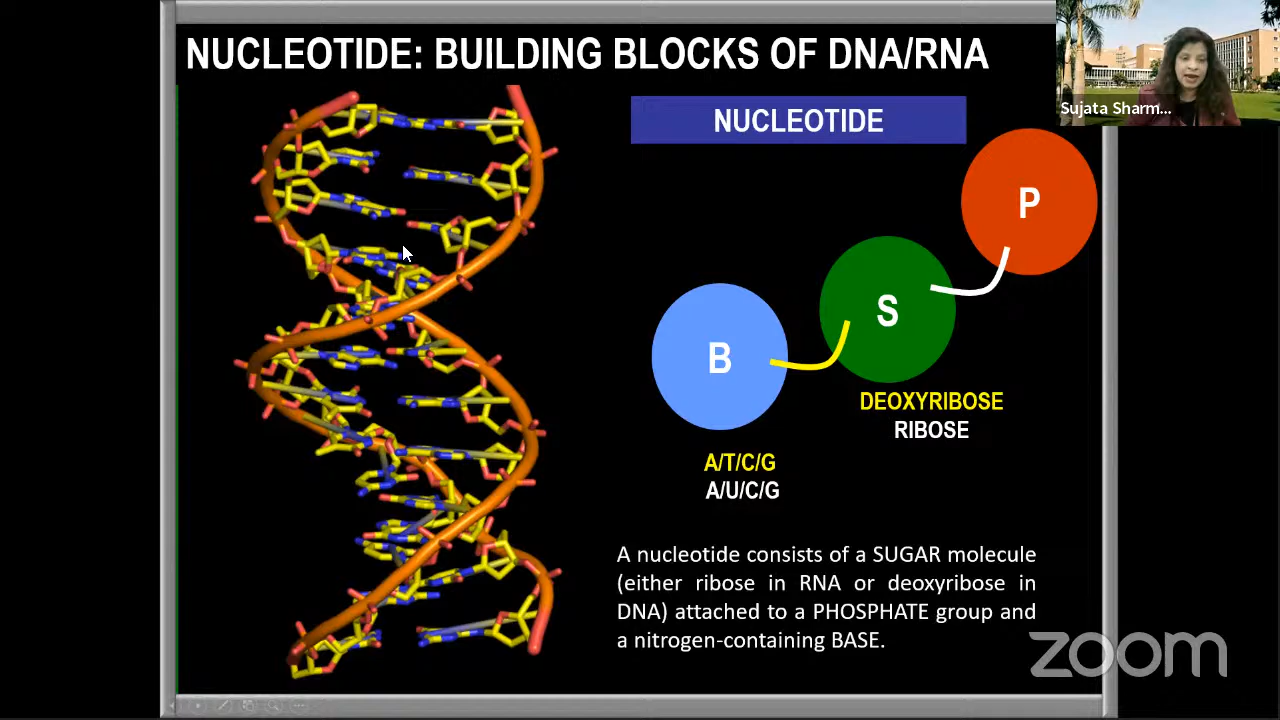 NUCLEOTIDE: BUILDING BLOCKS OF DNA/RNA
Sujata Sharm...
NUCLEOTIDE
P
S
B
DEOXYRIBOSE
RIBOSE
A/T/C/G
A/U/C/G
A nucleotide consists of a SUGAR molecule
(either ribose in RNA or deoxyribose in
DNA) attached to a PHOSPHATE group and
a nitrogen-containing BASE.
zoom